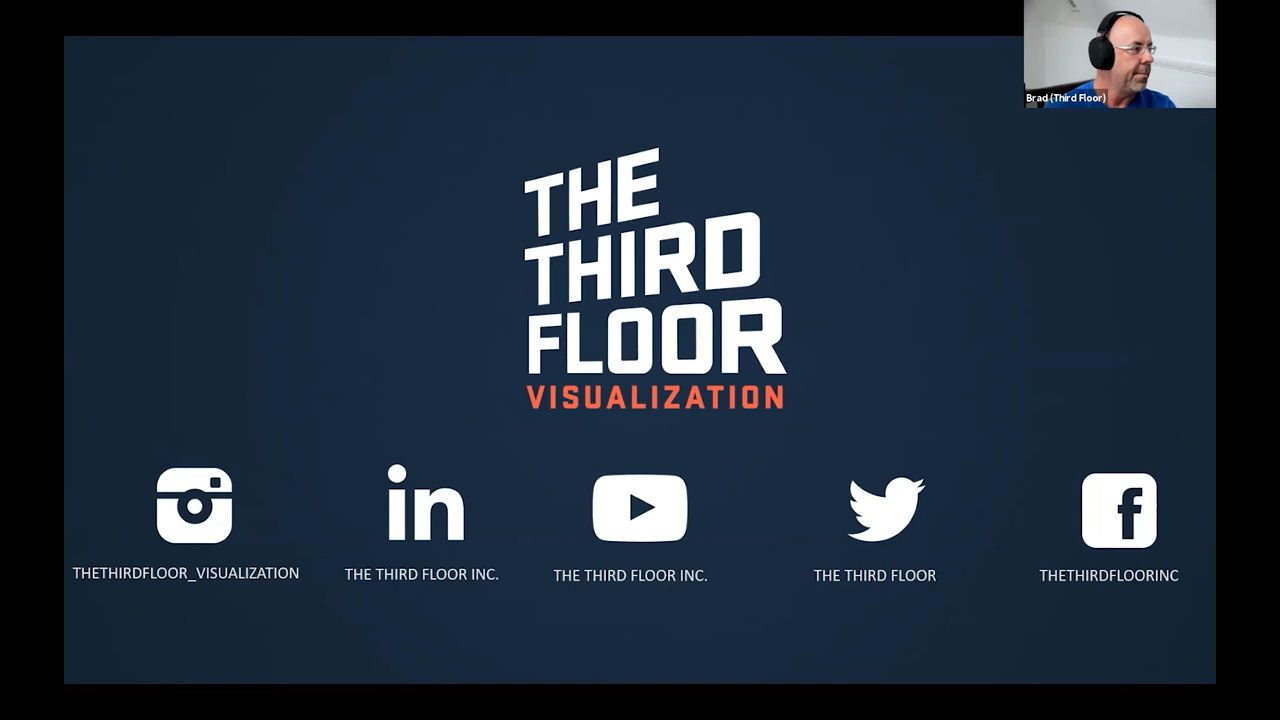 Brad (Third Floor)
THE
THIRD
FLOOR
VISUALIZATION
in
f
THETHIRDFLOOR_VISUALIZATION
THE THIRD FLOOR INC.
THE THIRD FLOOR INC.
THE THIRD FLOOR
THETHIRDFLOORINC